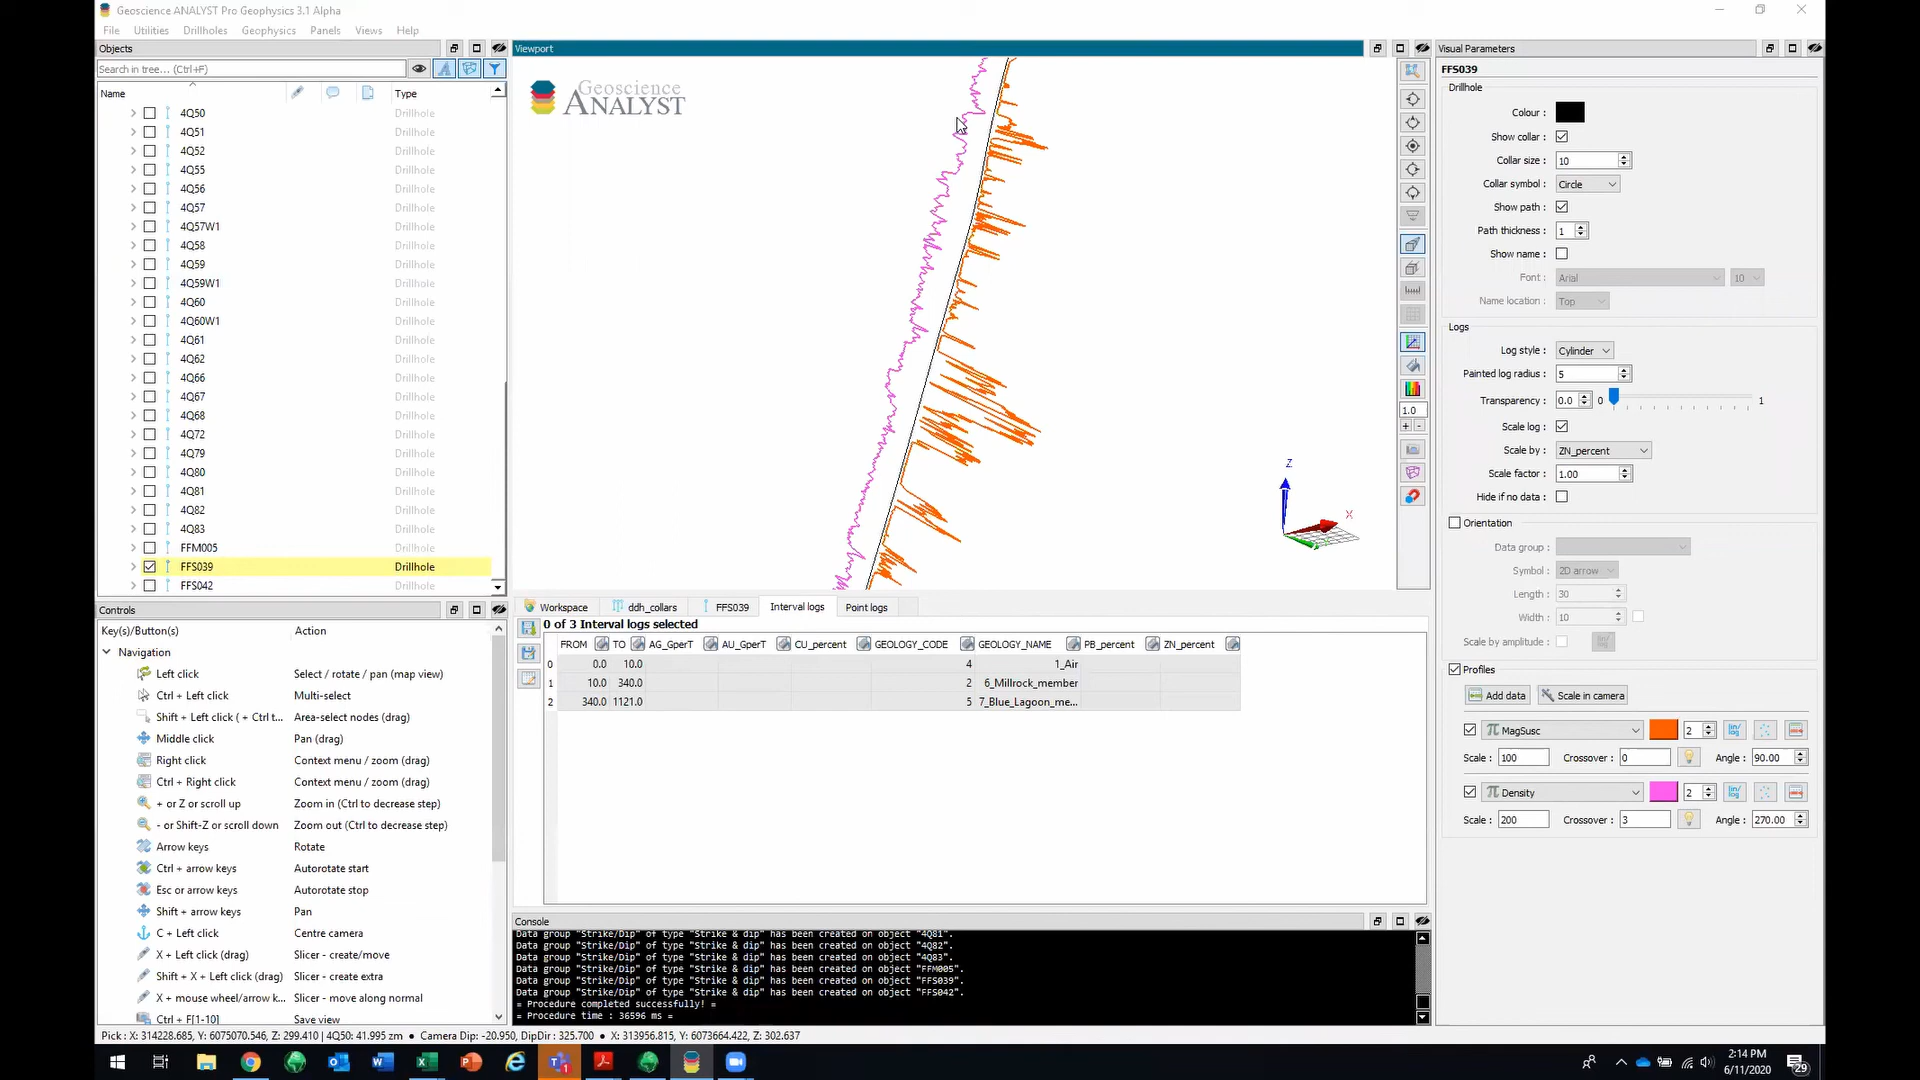 Geoscience ANALYST Pro Geophysics 3.1 Alpha
File Utilities Drillholes Geophysics Panels Views Help
Objects
Search in tree... (Ctrl+F)
Name Type
4Q50 Drillhole
4Q51 Drillhole
4Q52 Drillhole
4Q55 Drillhole
4Q56 Drillhole
4Q57 Drillhole
4Q57W1 Drillhole
4Q58 Drillhole
4Q59 Drillhole
4Q59W1 Drillhole
4Q60 Drillhole
4Q60W1 Drillhole
4Q61 Drillhole
4Q62 Drillhole
4Q66 Drillhole
4Q67 Drillhole
4Q68 Drillhole
4Q72 Drillhole
4Q79 Drillhole
4Q80 Drillhole
4Q81 Drillhole
4Q82 Drillhole
4Q83 Drillhole
FFM005 Drillhole
FFS039 Drillhole
FFS042 Drillhole
Controls
Key(s)/Button(s) Action
Navigation
Left click Select / rotate / pan (map view)
Ctrl + Left click Multi-select
Shift + Left click ( + Ctrl t... Area-select nodes (drag)
Middle click Pan (drag)
Right click Context menu / zoom (drag)
Ctrl + Right click Context menu / zoom (drag)
+ or Z or scroll up Zoom in (Ctrl to decrease step)
- or Shift-Z or scroll down Zoom out (Ctrl to decrease step)
Arrow keys Rotate
Ctrl + arrow keys Autorotate start
Esc or arrow keys Autorotate stop
Shift + arrow keys Pan
C + Left click Centre camera
X + Left click (drag) Slicer - create/move
Shift + X + Left click (drag) Slicer - create extra
X + mouse wheel/arrow k... Slicer - move along normal
Ctrl + F[1-10] Save view
Viewport
Geoscience
ANALYST
Z
X
1.0
+ -
Workspace ddh_collars FFS039 Interval logs Point logs
0 of 3 Interval logs selected
FROM TO AG_GperT AU_GperT CU_percent GEOLOGY_CODE GEOLOGY_NAME PB_percent ZN_percent
0 0.0 10.0 4 1_Air
1 10.0 340.0 2 6_Millrock_member
2 340.0 1121.0 5 7_Blue_Lagoon_me...
Console
Data group "Strike/Dip" of type "Strike & dip" has been created on object "4Q81".
Data group "Strike/Dip" of type "Strike & dip" has been created on object "4Q82".
Data group "Strike/Dip" of type "Strike & dip" has been created on object "4Q83".
Data group "Strike/Dip" of type "Strike & dip" has been created on object "FFM005".
Data group "Strike/Dip" of type "Strike & dip" has been created on object "FFS039".
Data group "Strike/Dip" of type "Strike & dip" has been created on object "FFS042".
= Procedure completed successfully! =
= Procedure time : 36596 ms =
Visual Parameters
FFS039
Drillhole
Colour :
Show collar :
Collar size : 10
Collar symbol : Circle
Show path :
Path thickness : 1
Show name :
Font : Arial 10
Name location : Top
Logs
Log style : Cylinder
Painted log radius : 5
Transparency : 0.0 0 1
Scale log :
Scale by : ZN_percent
Scale factor : 1.00
Hide if no data :
Orientation
Data group :
Symbol : 2D arrow
Length : 30
Width : 10
Scale by amplitude : lin/log
Profiles
Add data Scale in camera
MagSusc 2 lin/log
Scale : 100 Crossover : 0 Angle : 90.00
Density 2 lin/log
Scale : 200 Crossover : 3 Angle : 270.00
Pick : X: 314228.685, Y: 6075070.546, Z: 299.410 | 4Q50: 41.995 zm • Camera Dip: -20.950, DipDir : 325.700 • X: 313956.815, Y: 6073664.422, Z: 302.637
2:14 PM
6/11/2020
29